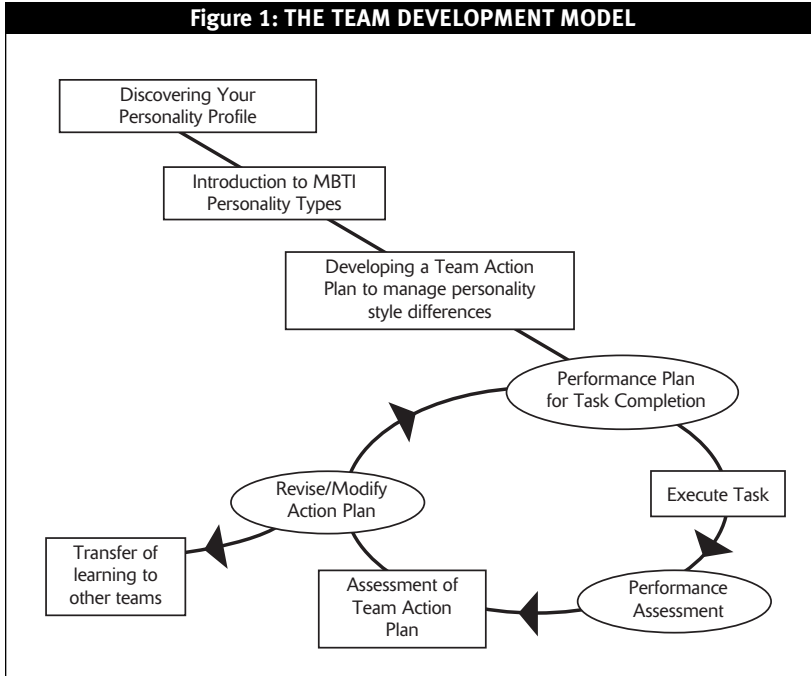 Figure 1: THE TEAM DEVELOPMENT MODEL
Discovering Your
Personality Profile
Introduction to MBTI
Personality Types
Developing a Team Action
Plan to manage personality
style differences
Performance Plan
for Task Completion
Execute Task
Performance
Assessment
Assessment of
Team Action
Plan
Revise/Modify
Action Plan
Transfer of
learning to
other teams